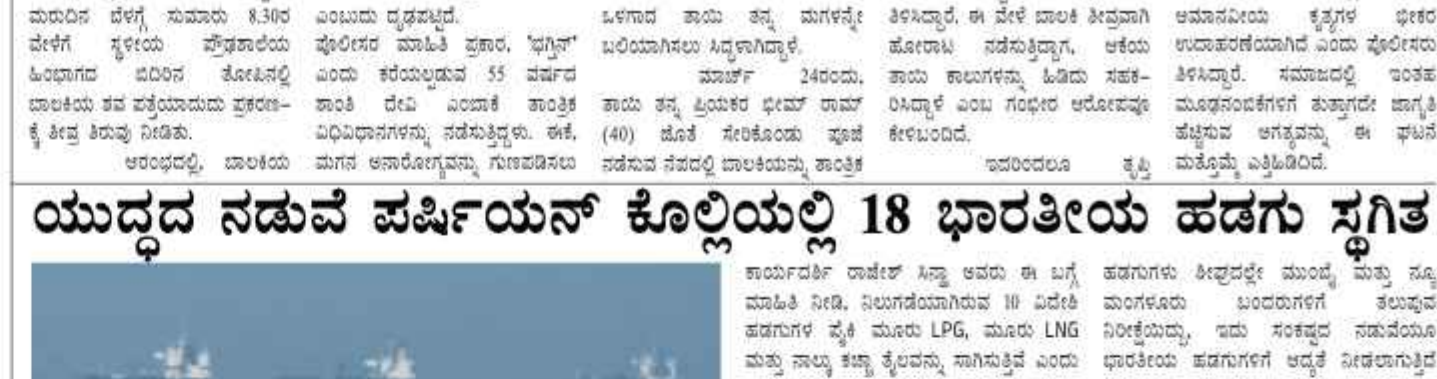 ಮರುದಿನ ಬೆಳಗ್ಗೆ ಸುಮಾರು 8.30ರ
ವೇಳೆಗೆ ಸ್ಥಳೀಯ ಪ್ರೌಢಶಾಲೆಯ
ಹಿಂಭಾಗದ ಬಿದಿರಿನ ತೋಪಿನಲ್ಲಿ
ಬಾಲಕಿಯ ಶವ ಪತ್ತೆಯಾದುದು ಪ್ರಕರಣ–
ಕ್ಕೆ ತೀವ್ರ ತಿರುವು ನೀಡಿತು.
ಆರಂಭದಲ್ಲಿ, ಬಾಲಕಿಯ
ಎಂಬುದು ದೃಢಪಟ್ಟಿದೆ.
ಪೊಲೀಸರ ಮಾಹಿತಿ ಪ್ರಕಾರ, 'ಭಗ್ತಿನ್'
ಎಂದು ಕರೆಯಲ್ಪಡುವ 55 ವರ್ಷದ
ಶಾಂತಿ ದೇವಿ ಎಂಬಾಕೆ ತಾಂತ್ರಿಕ
ವಿಧಿವಿಧಾನಗಳನ್ನು ನಡೆಸುತ್ತಿದ್ದಳು. ಈಕೆ,
ಮಗನ ಅನಾರೋಗ್ಯವನ್ನು ಗುಣಪಡಿಸಲು
ಒಳಗಾದ ತಾಯಿ ತನ್ನ ಮಗಳನ್ನೇ
ಬಲಿಯಾಗಿಸಲು ಸಿದ್ಧಳಾಗಿದ್ದಾಳೆ.
ಮಾರ್ಚ್ 24ರಂದು,
ತಾಯಿ ತನ್ನ ಪ್ರಿಯಕರ ಭೀಮ್ ರಾಮ್
(40) ಜೊತೆ ಸೇರಿಕೊಂಡು ಪೂಜೆ
ನಡೆಸುವ ನೆಪದಲ್ಲಿ ಬಾಲಕಿಯನ್ನು ತಾಂತ್ರಿಕ
ತಿಳಿಸಿದ್ದಾರೆ. ಈ ವೇಳೆ ಬಾಲಕಿ ತೀವ್ರವಾಗಿ
ಹೋರಾಟ ನಡೆಸುತ್ತಿದ್ದಾಗ, ಆಕೆಯ
ತಾಯಿ ಕಾಲುಗಳನ್ನು ಹಿಡಿದು ಸಹಕ–
ರಿಸಿದ್ದಾಳೆ ಎಂಬ ಗಂಭೀರ ಆರೋಪವೂ
ಕೇಳಿಬಂದಿದೆ.
ಇದರಿಂದಲೂ ತೃಪ್ತಿ
ಅಮಾನವೀಯ ಕೃತ್ಯಗಳ ಭೀಕರ
ಉದಾಹರಣೆಯಾಗಿದೆ ಎಂದು ಪೊಲೀಸರು
ತಿಳಿಸಿದ್ದಾರೆ. ಸಮಾಜದಲ್ಲಿ ಇಂತಹ
ಮೂಢನಂಬಿಕೆಗಳಿಗೆ ತುತ್ತಾಗದೇ ಜಾಗೃತಿ
ಹೆಚ್ಚಿಸುವ ಅಗತ್ಯವನ್ನು ಈ ಘಟನೆ
ಮತ್ತೊಮ್ಮೆ ಎತ್ತಿಹಿಡಿದಿದೆ.
ಯುದ್ಧದ ನಡುವೆ ಪರ್ಷಿಯನ್ ಕೊಲ್ಲಿಯಲ್ಲಿ 18 ಭಾರತೀಯ ಹಡಗು ಸ್ಥಗಿತ
ಕಾರ್ಯದರ್ಶಿ ರಾಜೇಶ್ ಸಿನ್ಹಾ ಅವರು ಈ ಬಗ್ಗೆ
ಮಾಹಿತಿ ನೀಡಿ, ನಿಲುಗಡೆಯಾಗಿರುವ 10 ವಿದೇಶಿ
ಹಡಗುಗಳ ಪೈಕಿ ಮೂರು LPG, ಮೂರು LNG
ಮತ್ತು ನಾಲ್ಕು ಕಚ್ಚಾ ತೈಲವನ್ನು ಸಾಗಿಸುತ್ತಿವೆ ಎಂದು
ಹಡಗುಗಳು ಶೀಘ್ರದಲ್ಲೇ ಮುಂಬೈ ಮತ್ತು ನ್ಯೂ
ಮಂಗಳೂರು ಬಂದರುಗಳಿಗೆ ತಲುಪುವ
ನಿರೀಕ್ಷೆಯಿದ್ದು, ಇದು ಸಂಕಷ್ಟದ ನಡುವೆಯೂ
ಭಾರತೀಯ ಹಡಗುಗಳಿಗೆ ಆದ್ಯತೆ ನೀಡಲಾಗುತ್ತಿದೆ